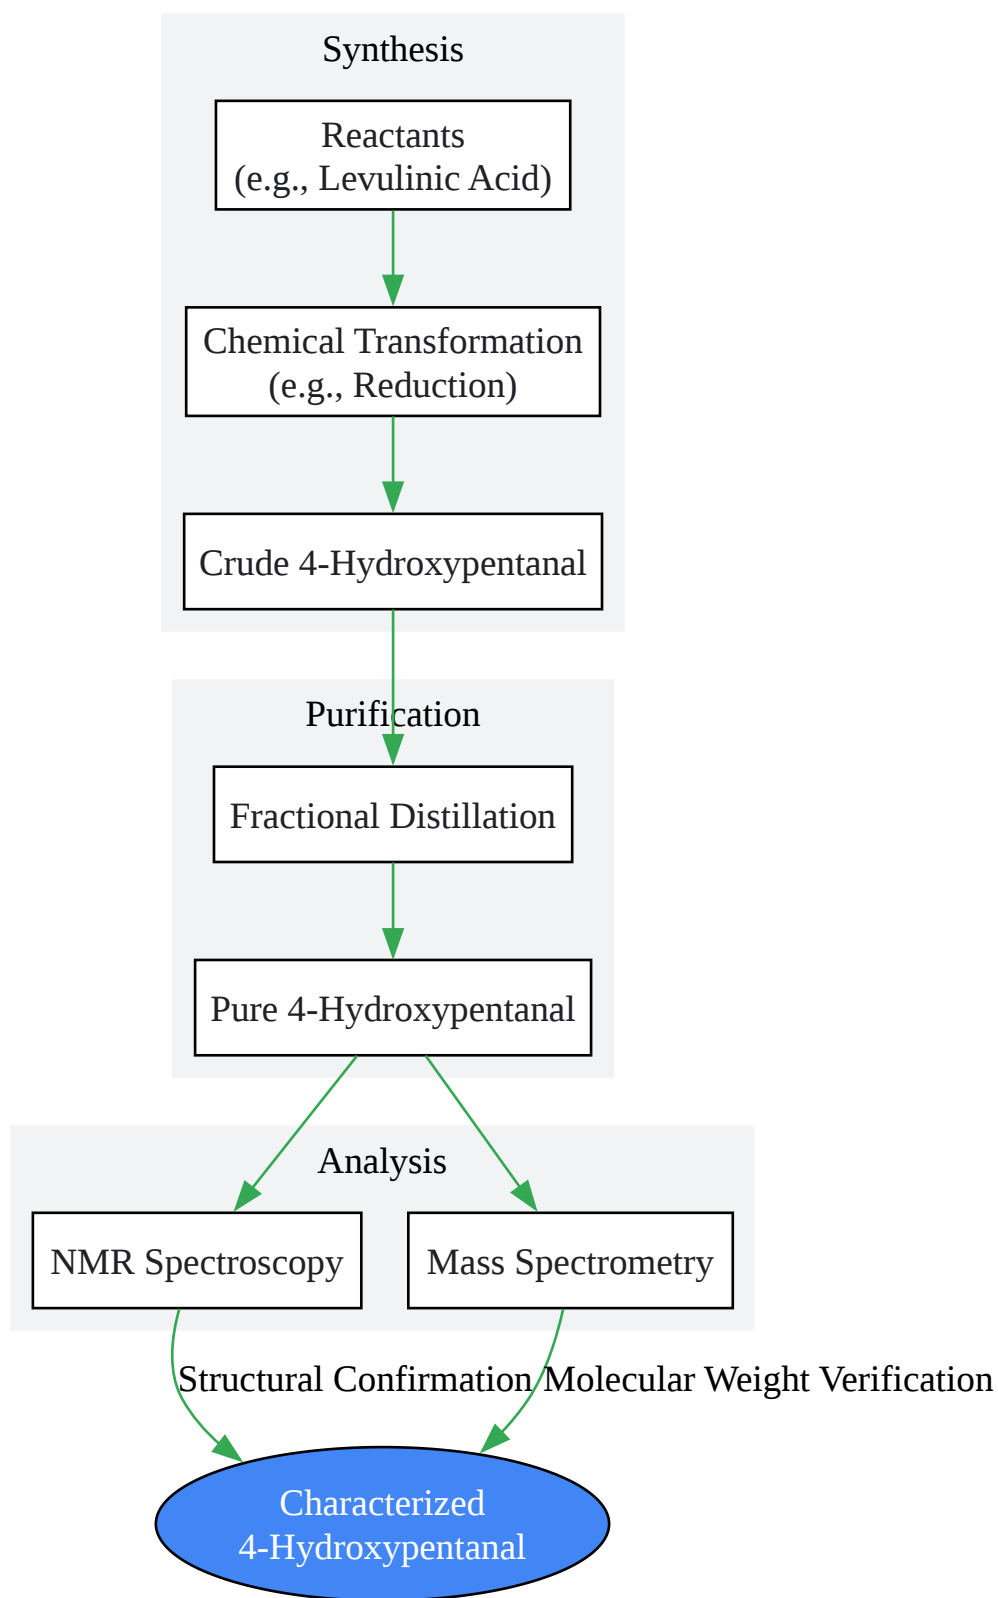 Synthesis
Reactants
(e.g., Levulinic Acid)
Chemical Transformation
(e.g., Reduction)
Crude 4-Hydroxypentanal
Purification
Fractional Distillation
Pure 4-Hydroxypentanal
Analysis
NMR Spectroscopy
Mass Spectrometry
Structural Confirmation
Molecular Weight Verification
Characterized
4-Hydroxypentanal